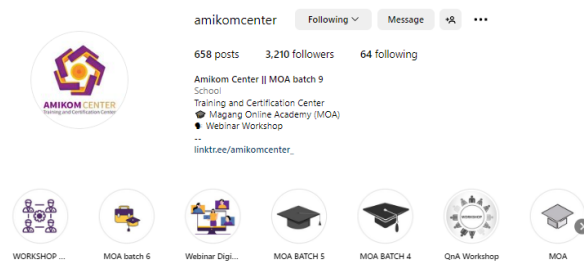 amikomcenter Following Message
658 posts 3,210 followers 64 following
Amikom Center || MOA batch 9
School
Training and Certification Center
🎓 Magang Online Academy (MOA)
🗣 Webinar Workshop
--
linktr.ee/amikomcenter_
AMIKOM CENTER
Training and Certification Center
WORKSHOP
WORKSHOP ... MOA batch 6 Webinar Digi... MOA BATCH 5 MOA BATCH 4 QnA Workshop MOA